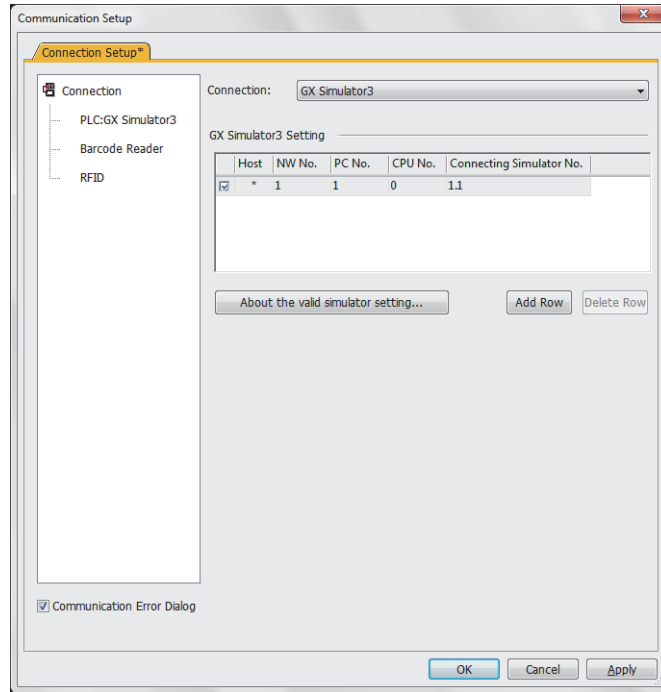 Communication Setup
Connection Setup*
Connection
PLC:GX Simulator3
Barcode Reader
RFID
Connection: GX Simulator3
GX Simulator3 Setting
Host NW No. PC No. CPU No. Connecting Simulator No.
* 1 1 0 1.1
About the valid simulator setting... Add Row Delete Row
Communication Error Dialog
OK Cancel Apply